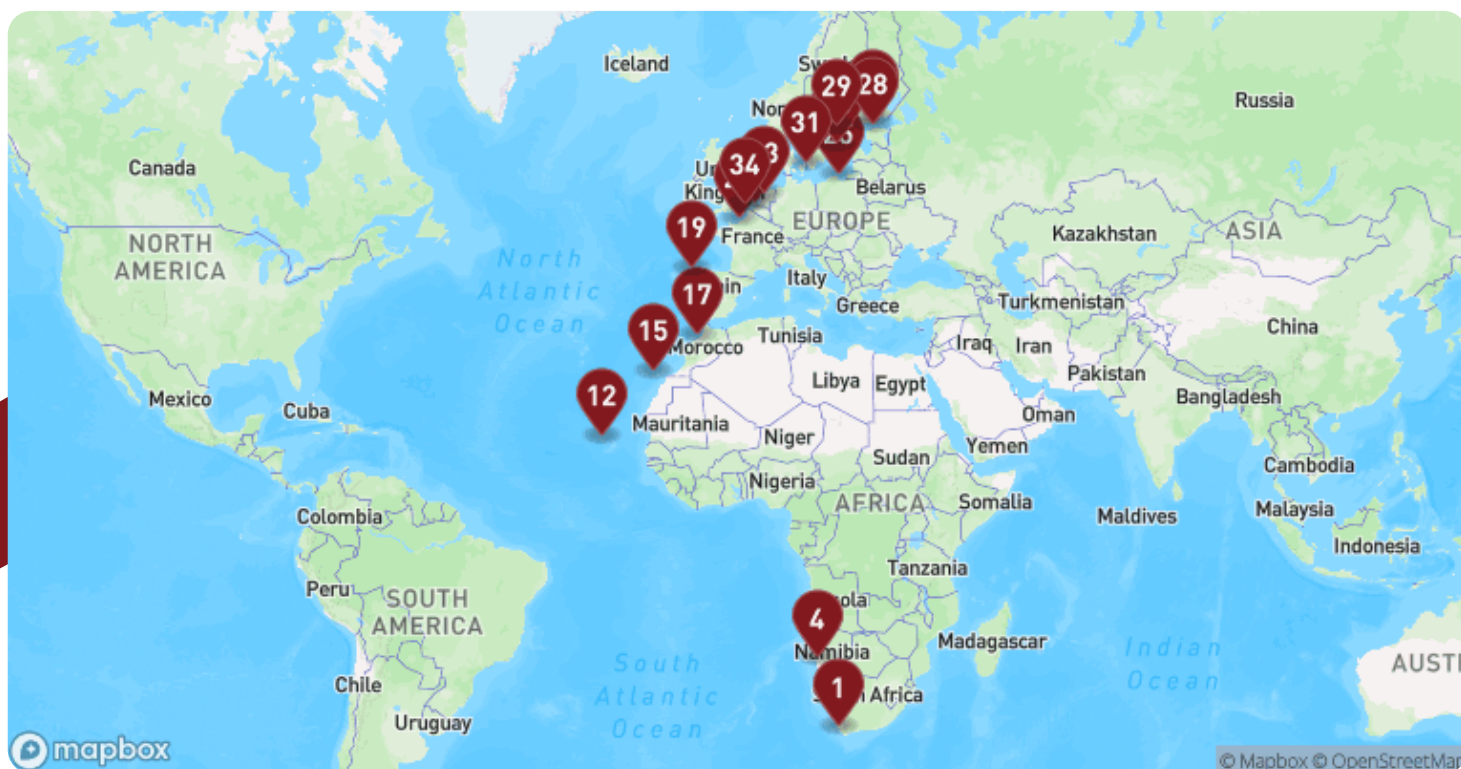 Iceland
Russia
Canada
29
28
31
34
Belarus
EUROPE
19
France
Kazakhstan
ASIA
NORTH
AMERICA
North
Atlantic
Ocean
Italy
Greece
Turkmenistan
China
17
15
Morocco
Tunisia
Iraq
Iran
Pakistan
Mexico
Cuba
12
Mauritania
Libya
Egypt
Bangladesh
Oman
Niger
Yemen
Sudan
Cambodia
Nigeria
AFRICA
Somalia
Colombia
Maldives
Malaysia
Indonesia
Peru
Tanzania
SOUTH
AMERICA
4
Namibia
Madagascar
Indian
Ocean
South
Atlantic
Ocean
Chile
1
Africa
AUSTI
Uruguay
mapbox
© Mapbox © OpenStreetMap